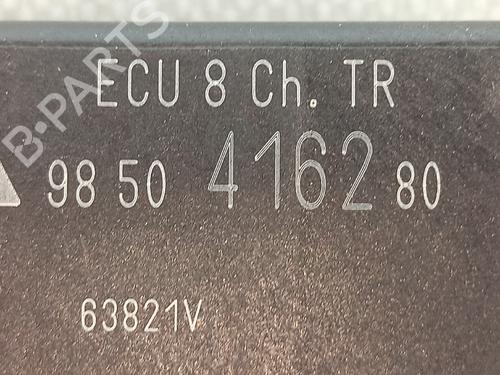 B-PARTS
ECU 8 Ch. TR
98 50 4162 80
63821V